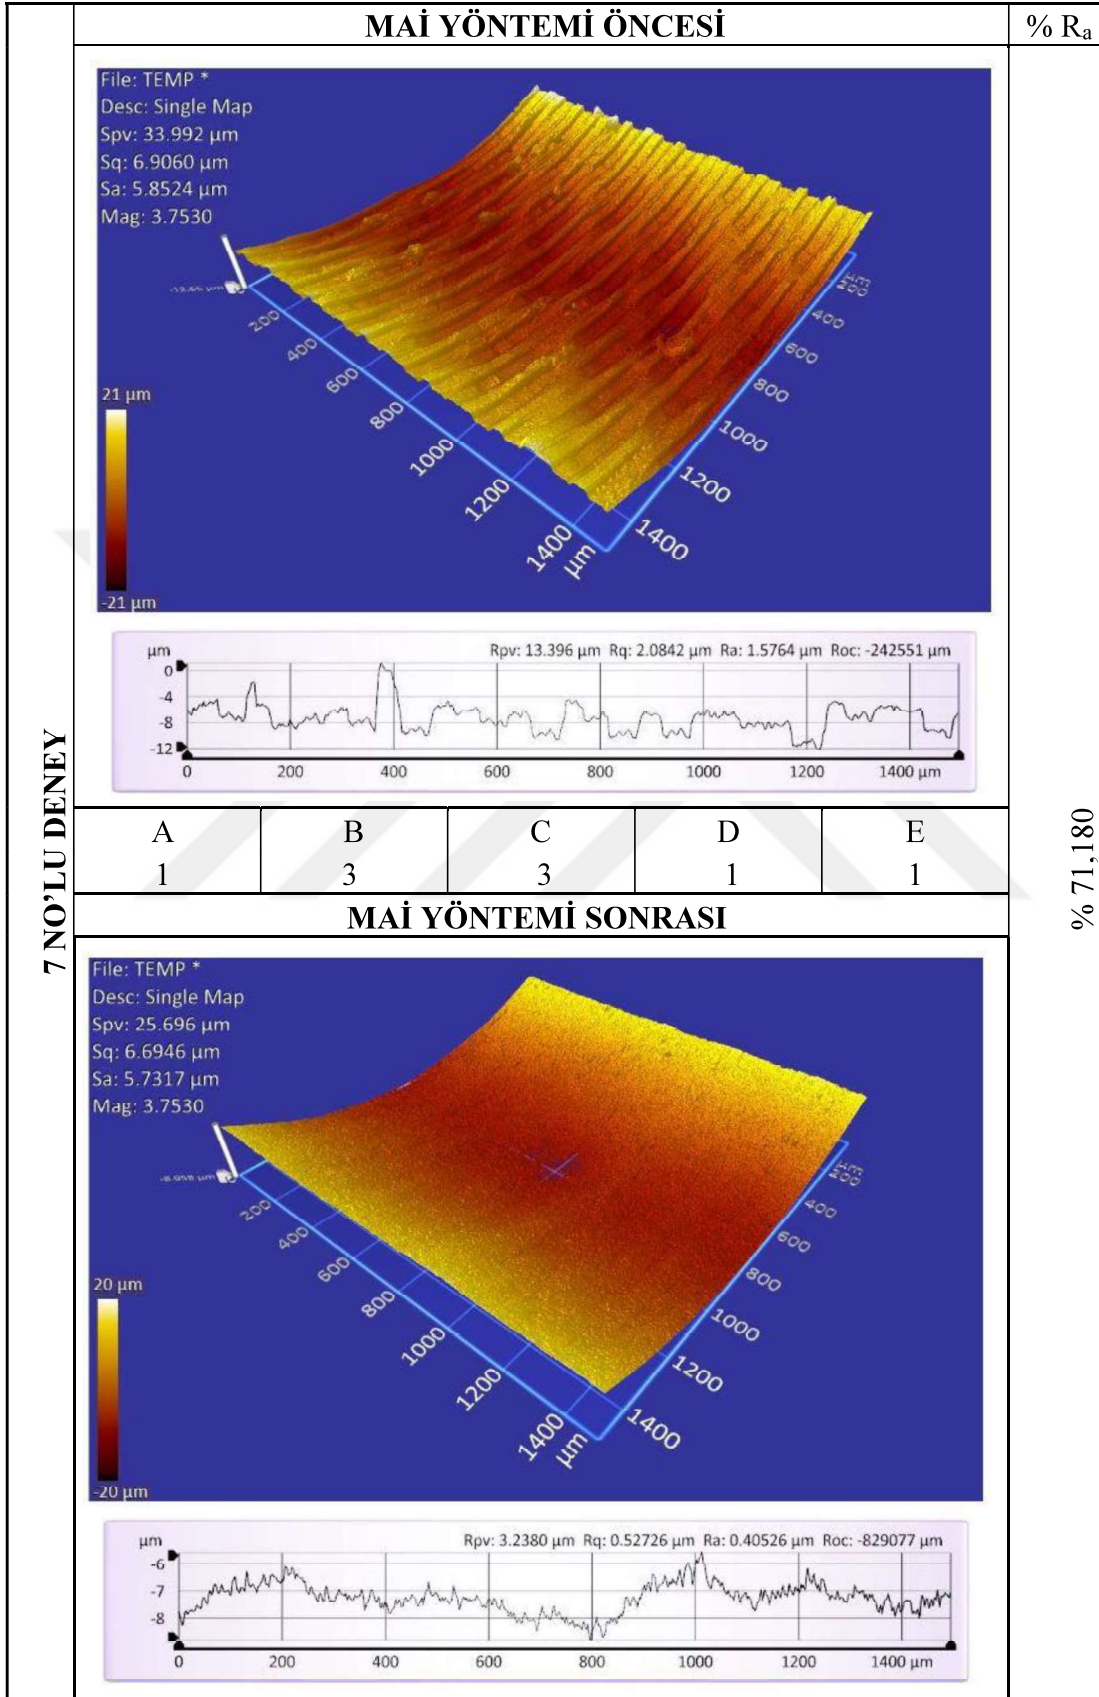 MAİ YÖNTEMİ ÖNCESİ
% Ra
File: TEMP *
Desc: Single Map
Spv: 33.992 µm
Sq: 6.9060 µm
Sa: 5.8524 µm
Mag: 3.7530
200
400
600
800
1000
1200
1400
µm
µm
200
400
600
800
1000
1200
1400
21 µm
-21 µm
µm
Rpv: 13.396 µm Rq: 2.0842 µm Ra: 1.5764 µm Roc: -242551 µm
0
-4
-8
-12
0 200 400 600 800 1000 1200 1400 µm
7 NO'LU DENEY
A B C D E
1 3 3 1 1
% 71,180
MAİ YÖNTEMİ SONRASI
File: TEMP *
Desc: Single Map
Spv: 25.696 µm
Sq: 6.6946 µm
Sa: 5.7317 µm
Mag: 3.7530
200
400
600
800
1000
1200
1400
µm
µm
200
400
600
800
1000
1200
1400
20 µm
-20 µm
µm
Rpv: 3.2380 µm Rq: 0.52726 µm Ra: 0.40526 µm Roc: -829077 µm
-6
-7
-8
0 200 400 600 800 1000 1200 1400 µm